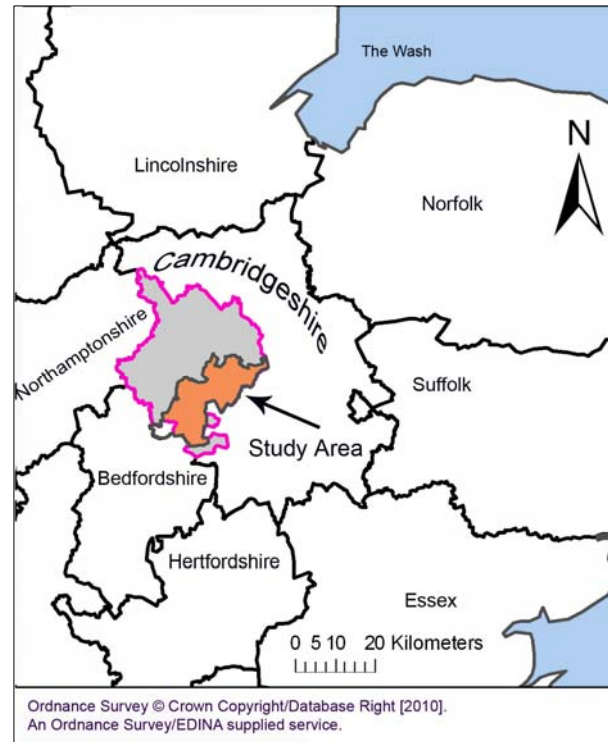 The Wash
N
Lincolnshire
Norfolk
Cambridgeshire
Northamptonshire
Suffolk
Study Area
Bedfordshire
Hertfordshire
Essex
0 5 10 20 Kilometers
Ordnance Survey © Crown Copyright/Database Right [2010].
An Ordnance Survey/EDINA supplied service.